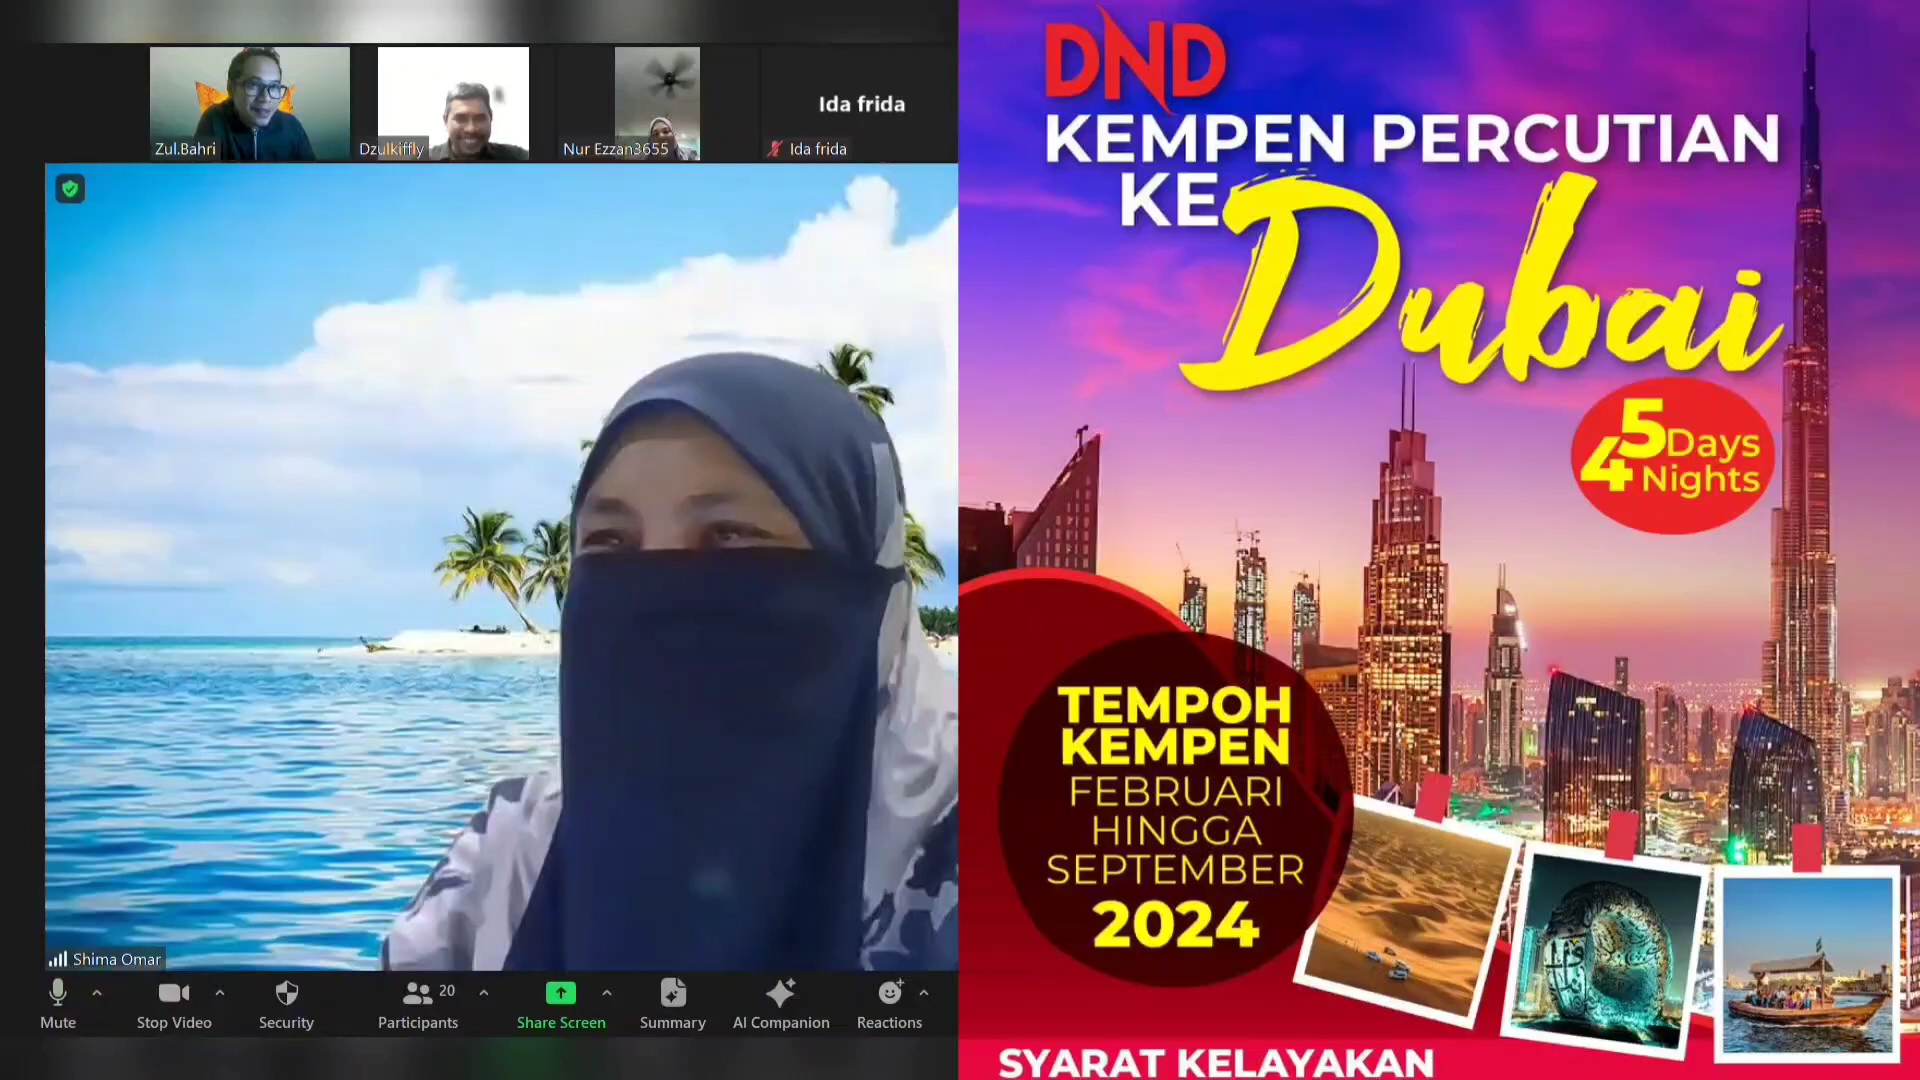 Ida frida
Zul.Bahri
Dzulkiffly
Nur Ezzan3655
Ida frida
Shima Omar
20
Mute
Stop Video
Security
Participants
Share Screen
Summary
AI Companion
Reactions
DND
KEMPEN PERCUTIAN
KE Dubai
5 Days
4 Nights
TEMPOH
KEMPEN
FEBRUARI
HINGGA
SEPTEMBER
2024
SYARAT KELAYAKAN